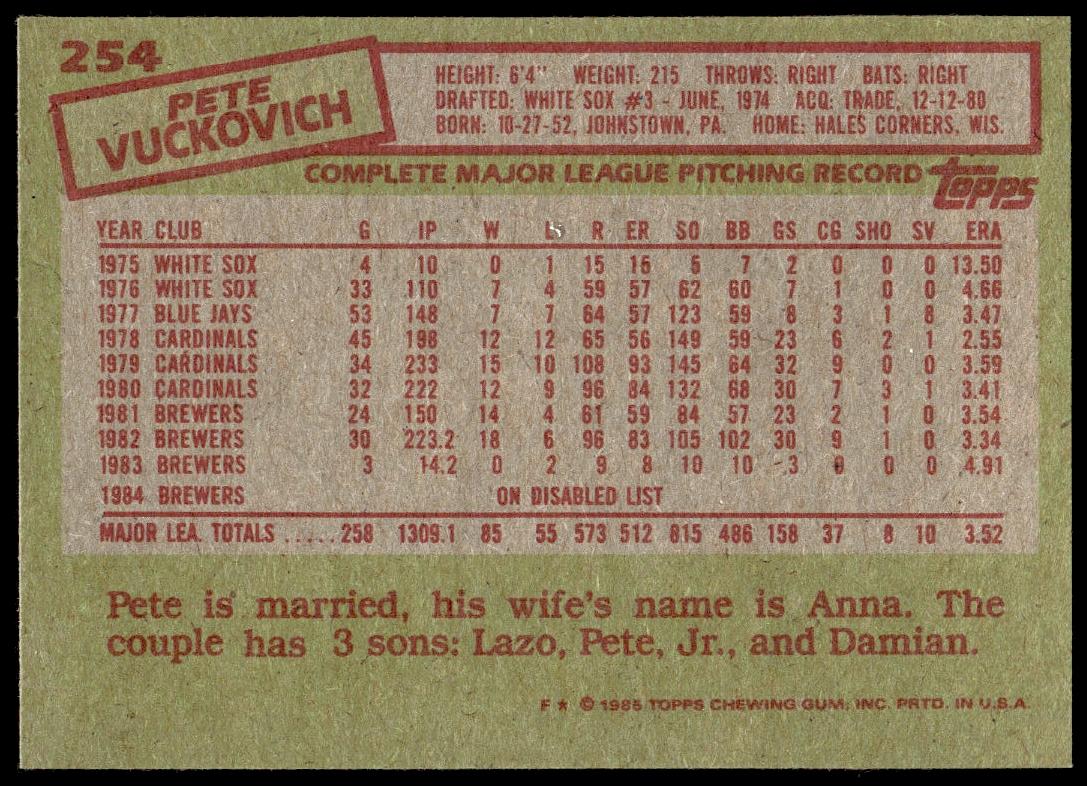 254
PETE
VUCKOVICH
HEIGHT: 6'4" WEIGHT: 215 THROWS: RIGHT BATS: RIGHT
DRAFTED: WHITE SOX #3 - JUNE, 1974 ACQ: TRADE, 12-12-80
BORN: 10-27-52, JOHNSTOWN, PA. HOME: HALES CORNERS, WIS.
COMPLETE MAJOR LEAGUE PITCHING RECORD topps
YEAR CLUB G IP W L R ER SO BB GS CG SHO SV ERA
1975 WHITE SOX 4 10 0 1 15 15 5 7 2 0 0 0 13.50
1976 WHITE SOX 33 110 7 4 59 57 62 60 7 1 0 0 4.66
1977 BLUE JAYS 53 148 7 7 64 57 123 59 8 3 1 8 3.47
1978 CARDINALS 45 198 12 12 65 56 149 59 23 6 2 1 2.55
1979 CARDINALS 34 233 15 10 108 93 145 64 32 9 0 0 3.59
1980 CARDINALS 32 222 12 9 96 84 132 68 30 7 3 1 3.41
1981 BREWERS 24 150 14 4 61 59 84 57 23 2 1 0 3.54
1982 BREWERS 30 223.2 18 6 96 83 105 102 30 9 1 0 3.34
1983 BREWERS 3 14.2 0 2 9 8 10 10 3 0 0 0 4.91
1984 BREWERS ON DISABLED LIST
MAJOR LEA. TOTALS .....258 1309.1 85 55 573 512 815 486 158 37 8 10 3.52
Pete is married, his wife's name is Anna. The
couple has 3 sons: Lazo, Pete, Jr., and Damian.
F ★ © 1985 TOPPS CHEWING GUM, INC. PRTD. IN U.S.A.